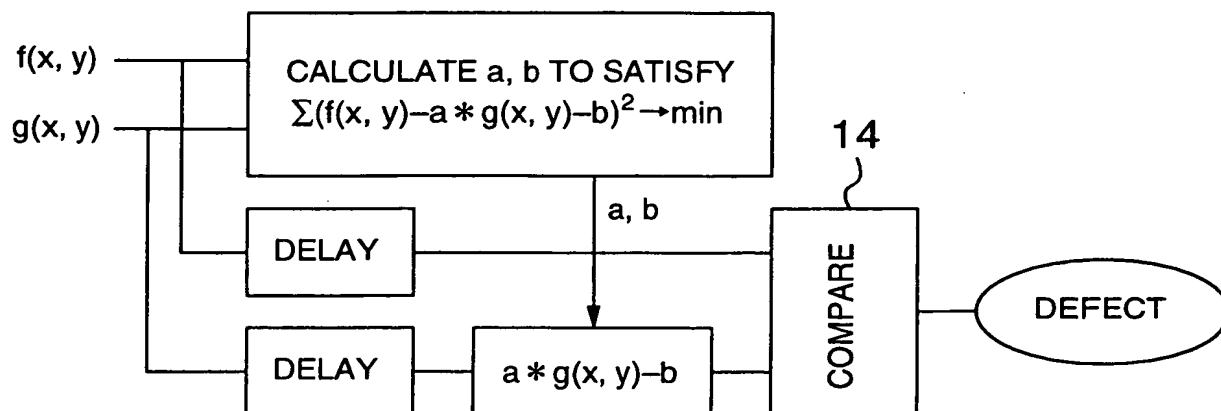 f(x, y)
g(x, y)
CALCULATE a, b TO SATISFY
∑(f(x, y)–a∗g(x, y)–b)²→min
14
a, b
DELAY
COMPARE
DEFECT
DELAY
a∗g(x, y)–b